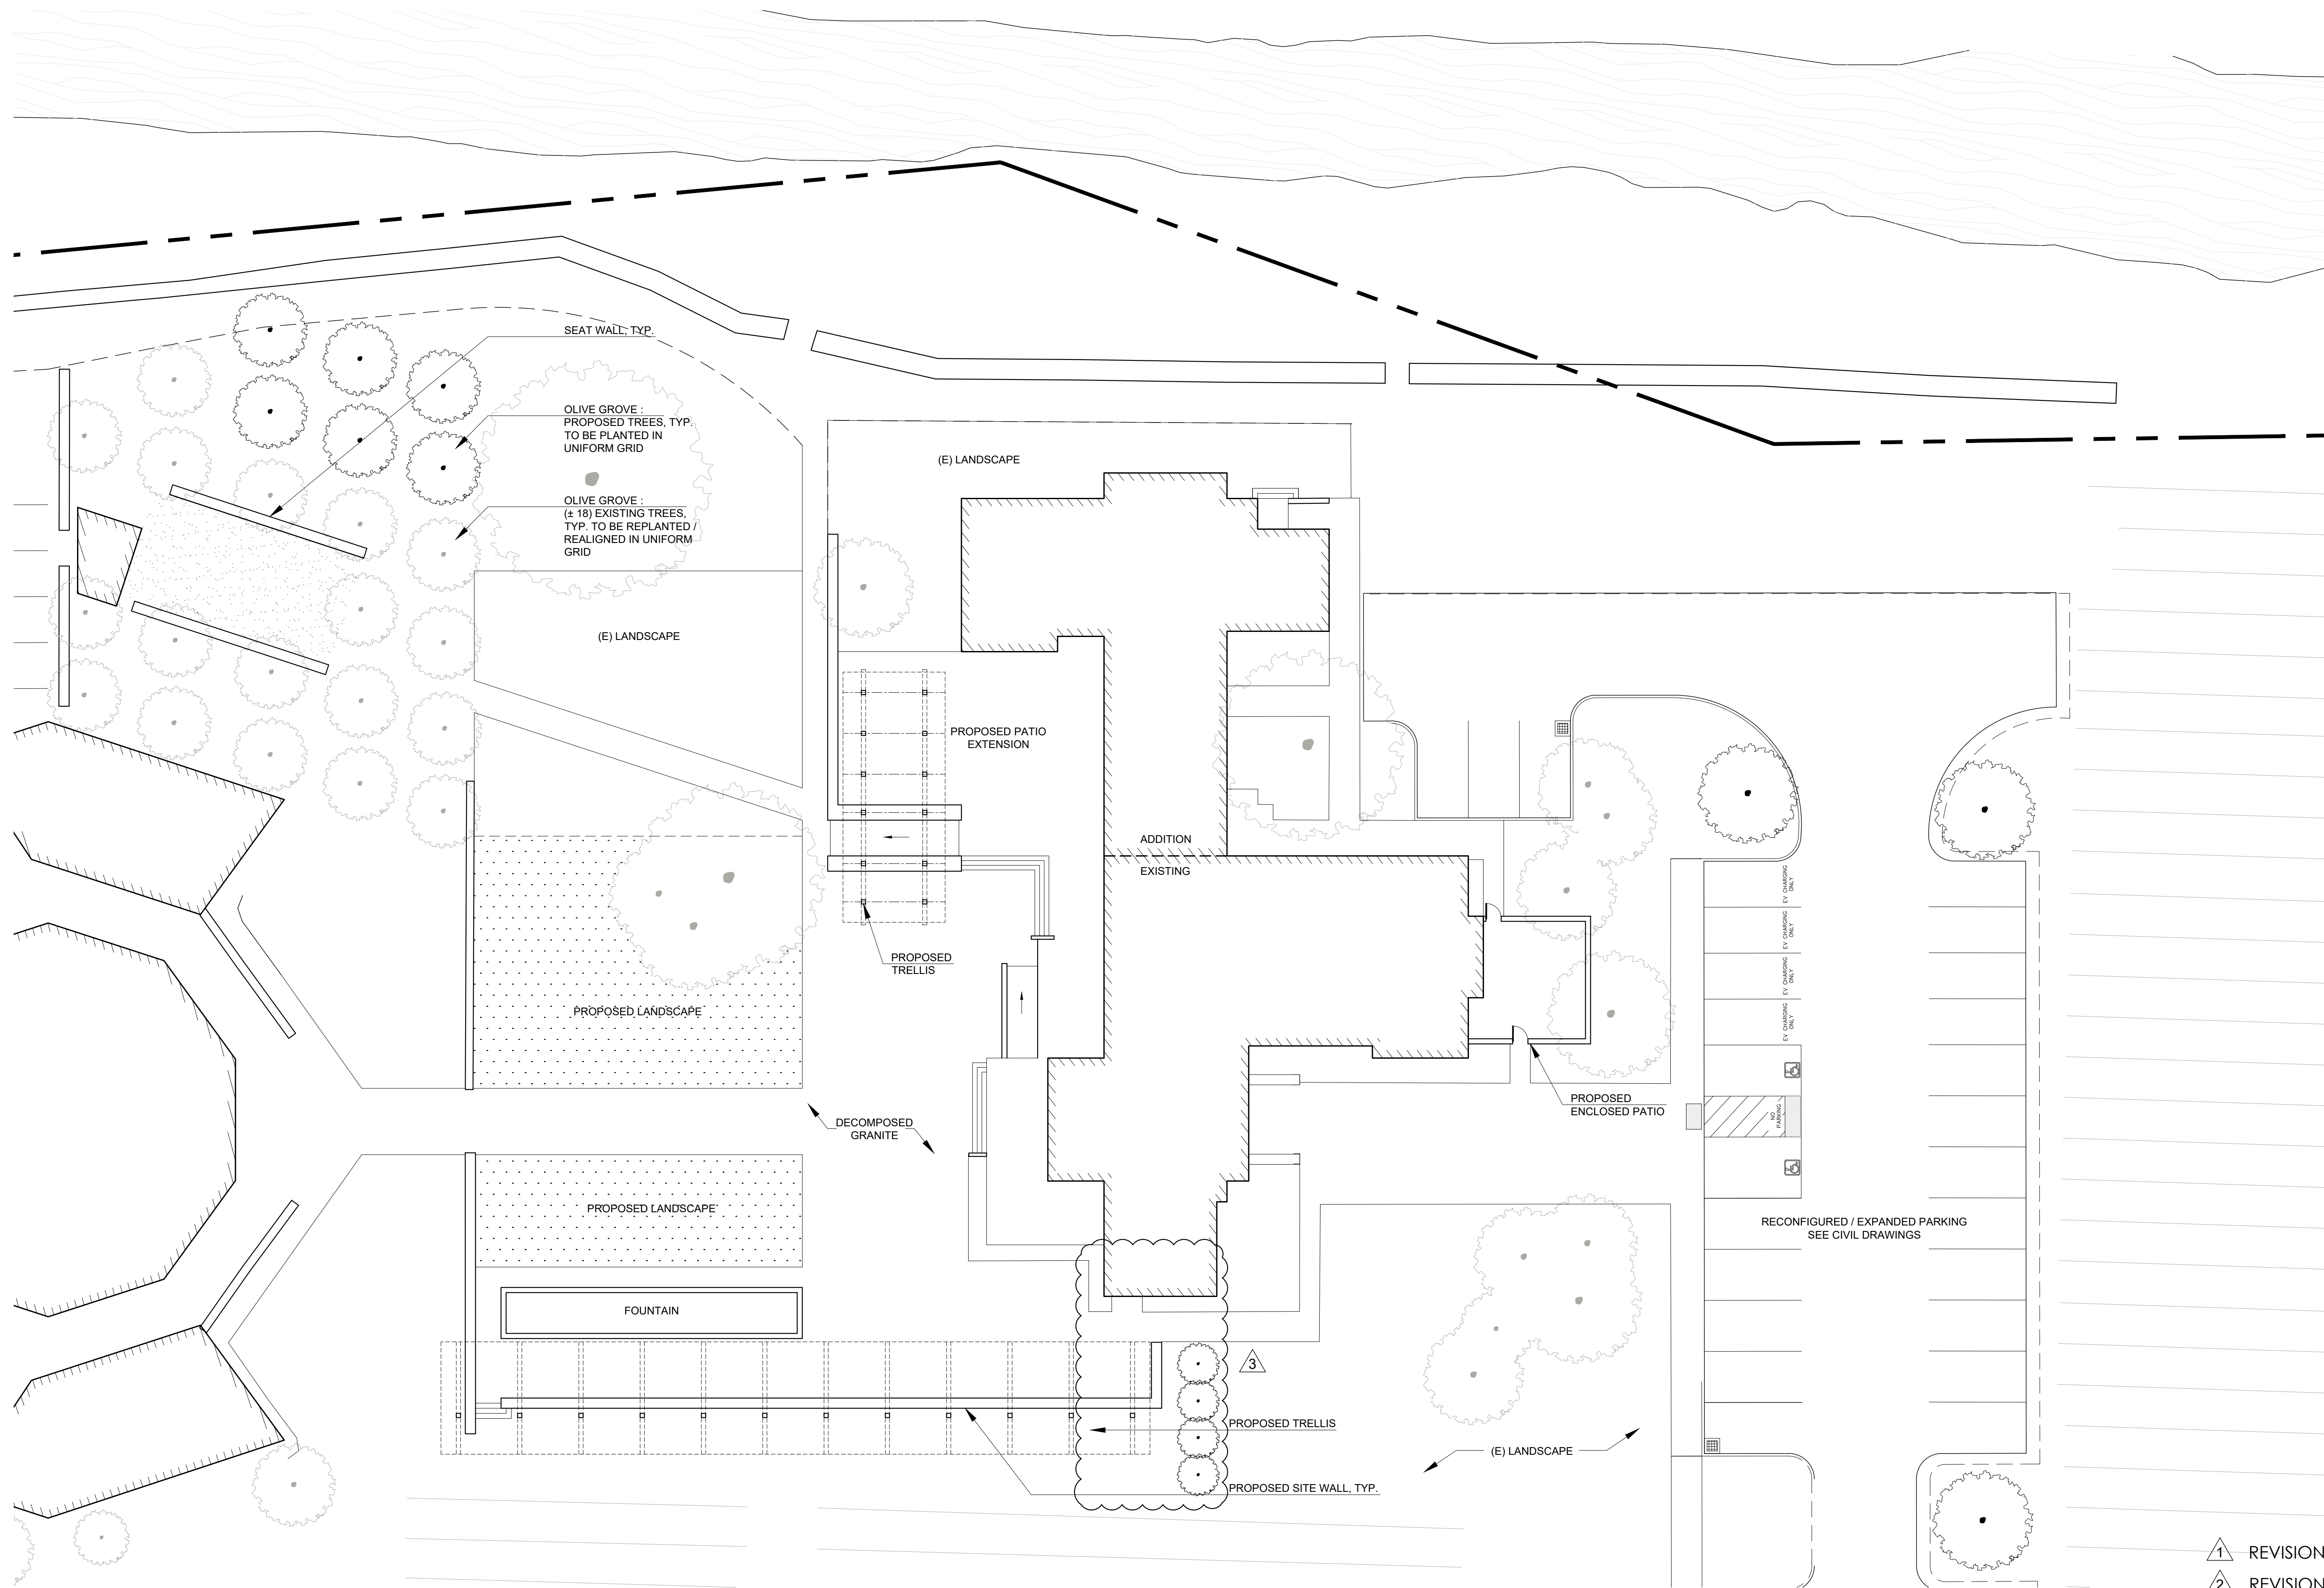 SEAT WALL, TYP.
OLIVE GROVE :
PROPOSED TREES, TYP.
TO BE PLANTED IN
UNIFORM GRID
(E) LANDSCAPE
OLIVE GROVE :
(± 18) EXISTING TREES,
TYP. TO BE REPLANTED /
REALIGNED IN UNIFORM
GRID
(E) LANDSCAPE
PROPOSED PATIO
EXTENSION
ADDITION
EXISTING
EV CHARGING
ONLY
EV CHARGING
ONLY
EV CHARGING
ONLY
EV CHARGING
ONLY
PROPOSED
TRELLIS
PROPOSED LANDSCAPE
PROPOSED
ENCLOSED PATIO
NO
PARKING
DECOMPOSED
GRANITE
PROPOSED LANDSCAPE
RECONFIGURED / EXPANDED PARKING
SEE CIVIL DRAWINGS
FOUNTAIN
3
PROPOSED TRELLIS
(E) LANDSCAPE
PROPOSED SITE WALL, TYP.
1 REVISION
2 REVISION